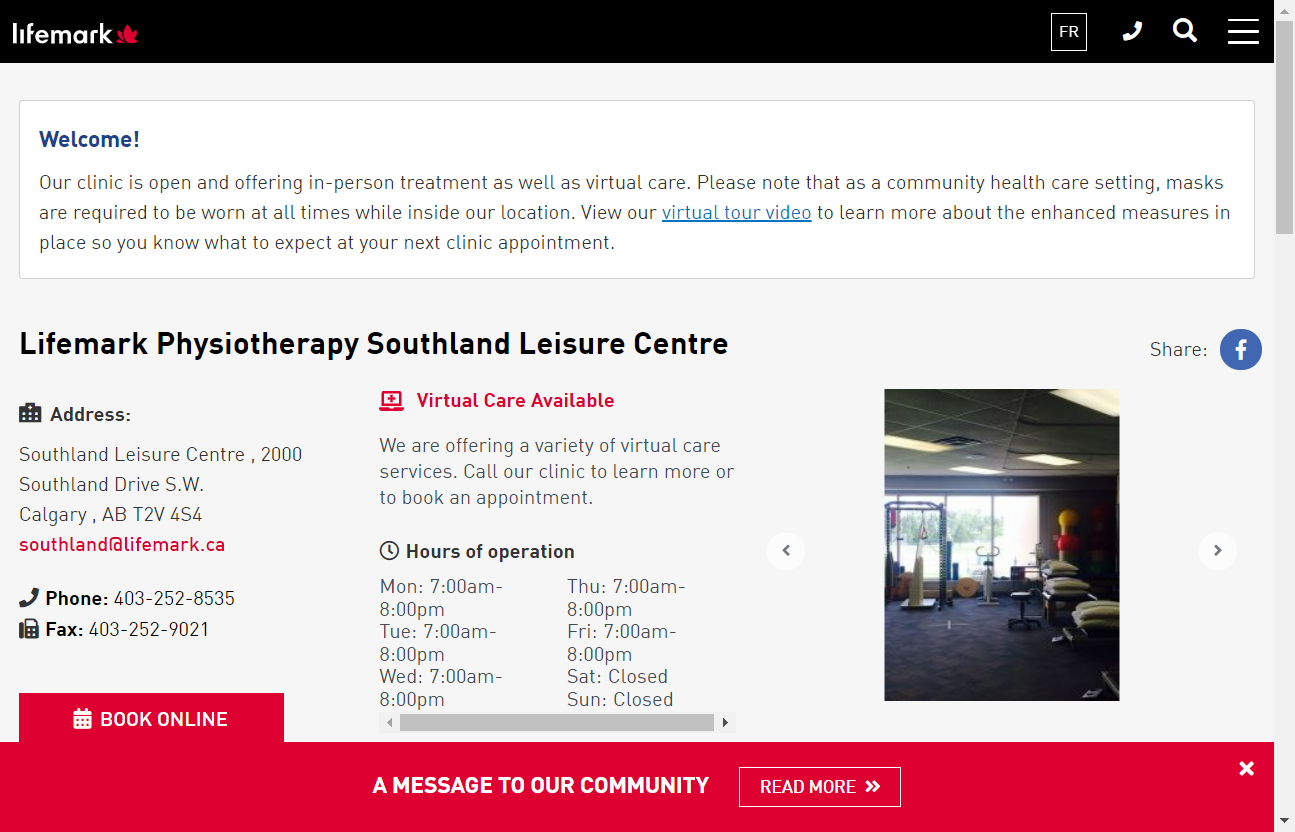 lifemark
FR
Welcome!
Our clinic is open and offering in-person treatment as well as virtual care. Please note that as a community health care setting, masks
are required to be worn at all times while inside our location. View our virtual tour video to learn more about the enhanced measures in
place so you know what to expect at your next clinic appointment.
Lifemark Physiotherapy Southland Leisure Centre
Share:
Address:
Southland Leisure Centre , 2000
Southland Drive S.W.
Calgary , AB T2V 4S4
southland@lifemark.ca
Phone: 403-252-8535
Fax: 403-252-9021
BOOK ONLINE
Virtual Care Available
We are offering a variety of virtual care
services. Call our clinic to learn more or
to book an appointment.
Hours of operation
Mon: 7:00am-
8:00pm
Tue: 7:00am-
8:00pm
Wed: 7:00am-
8:00pm
Thu: 7:00am-
8:00pm
Fri: 7:00am-
8:00pm
Sat: Closed
Sun: Closed
A MESSAGE TO OUR COMMUNITY
READ MORE